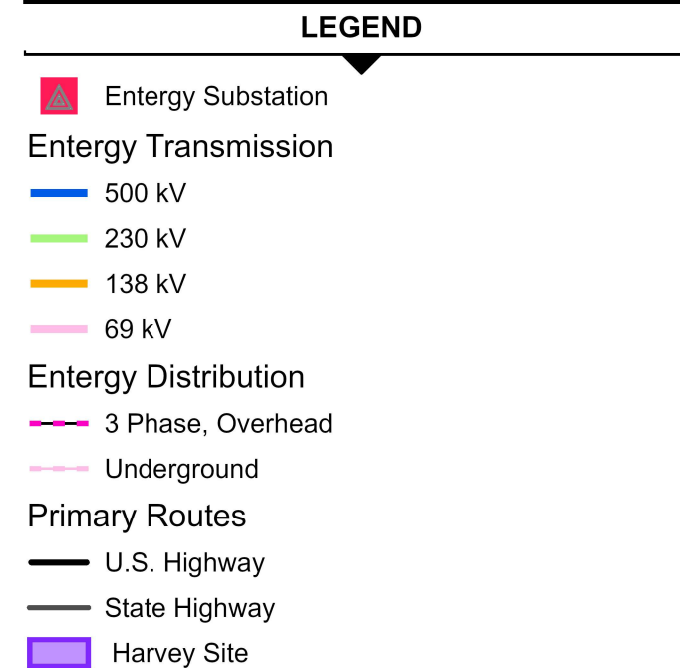 LEGEND
Entergy Substation
Entergy Transmission
500 kV
230 kV
138 kV
69 kV
Entergy Distribution
3 Phase, Overhead
Underground
Primary Routes
U.S. Highway
State Highway
Harvey Site